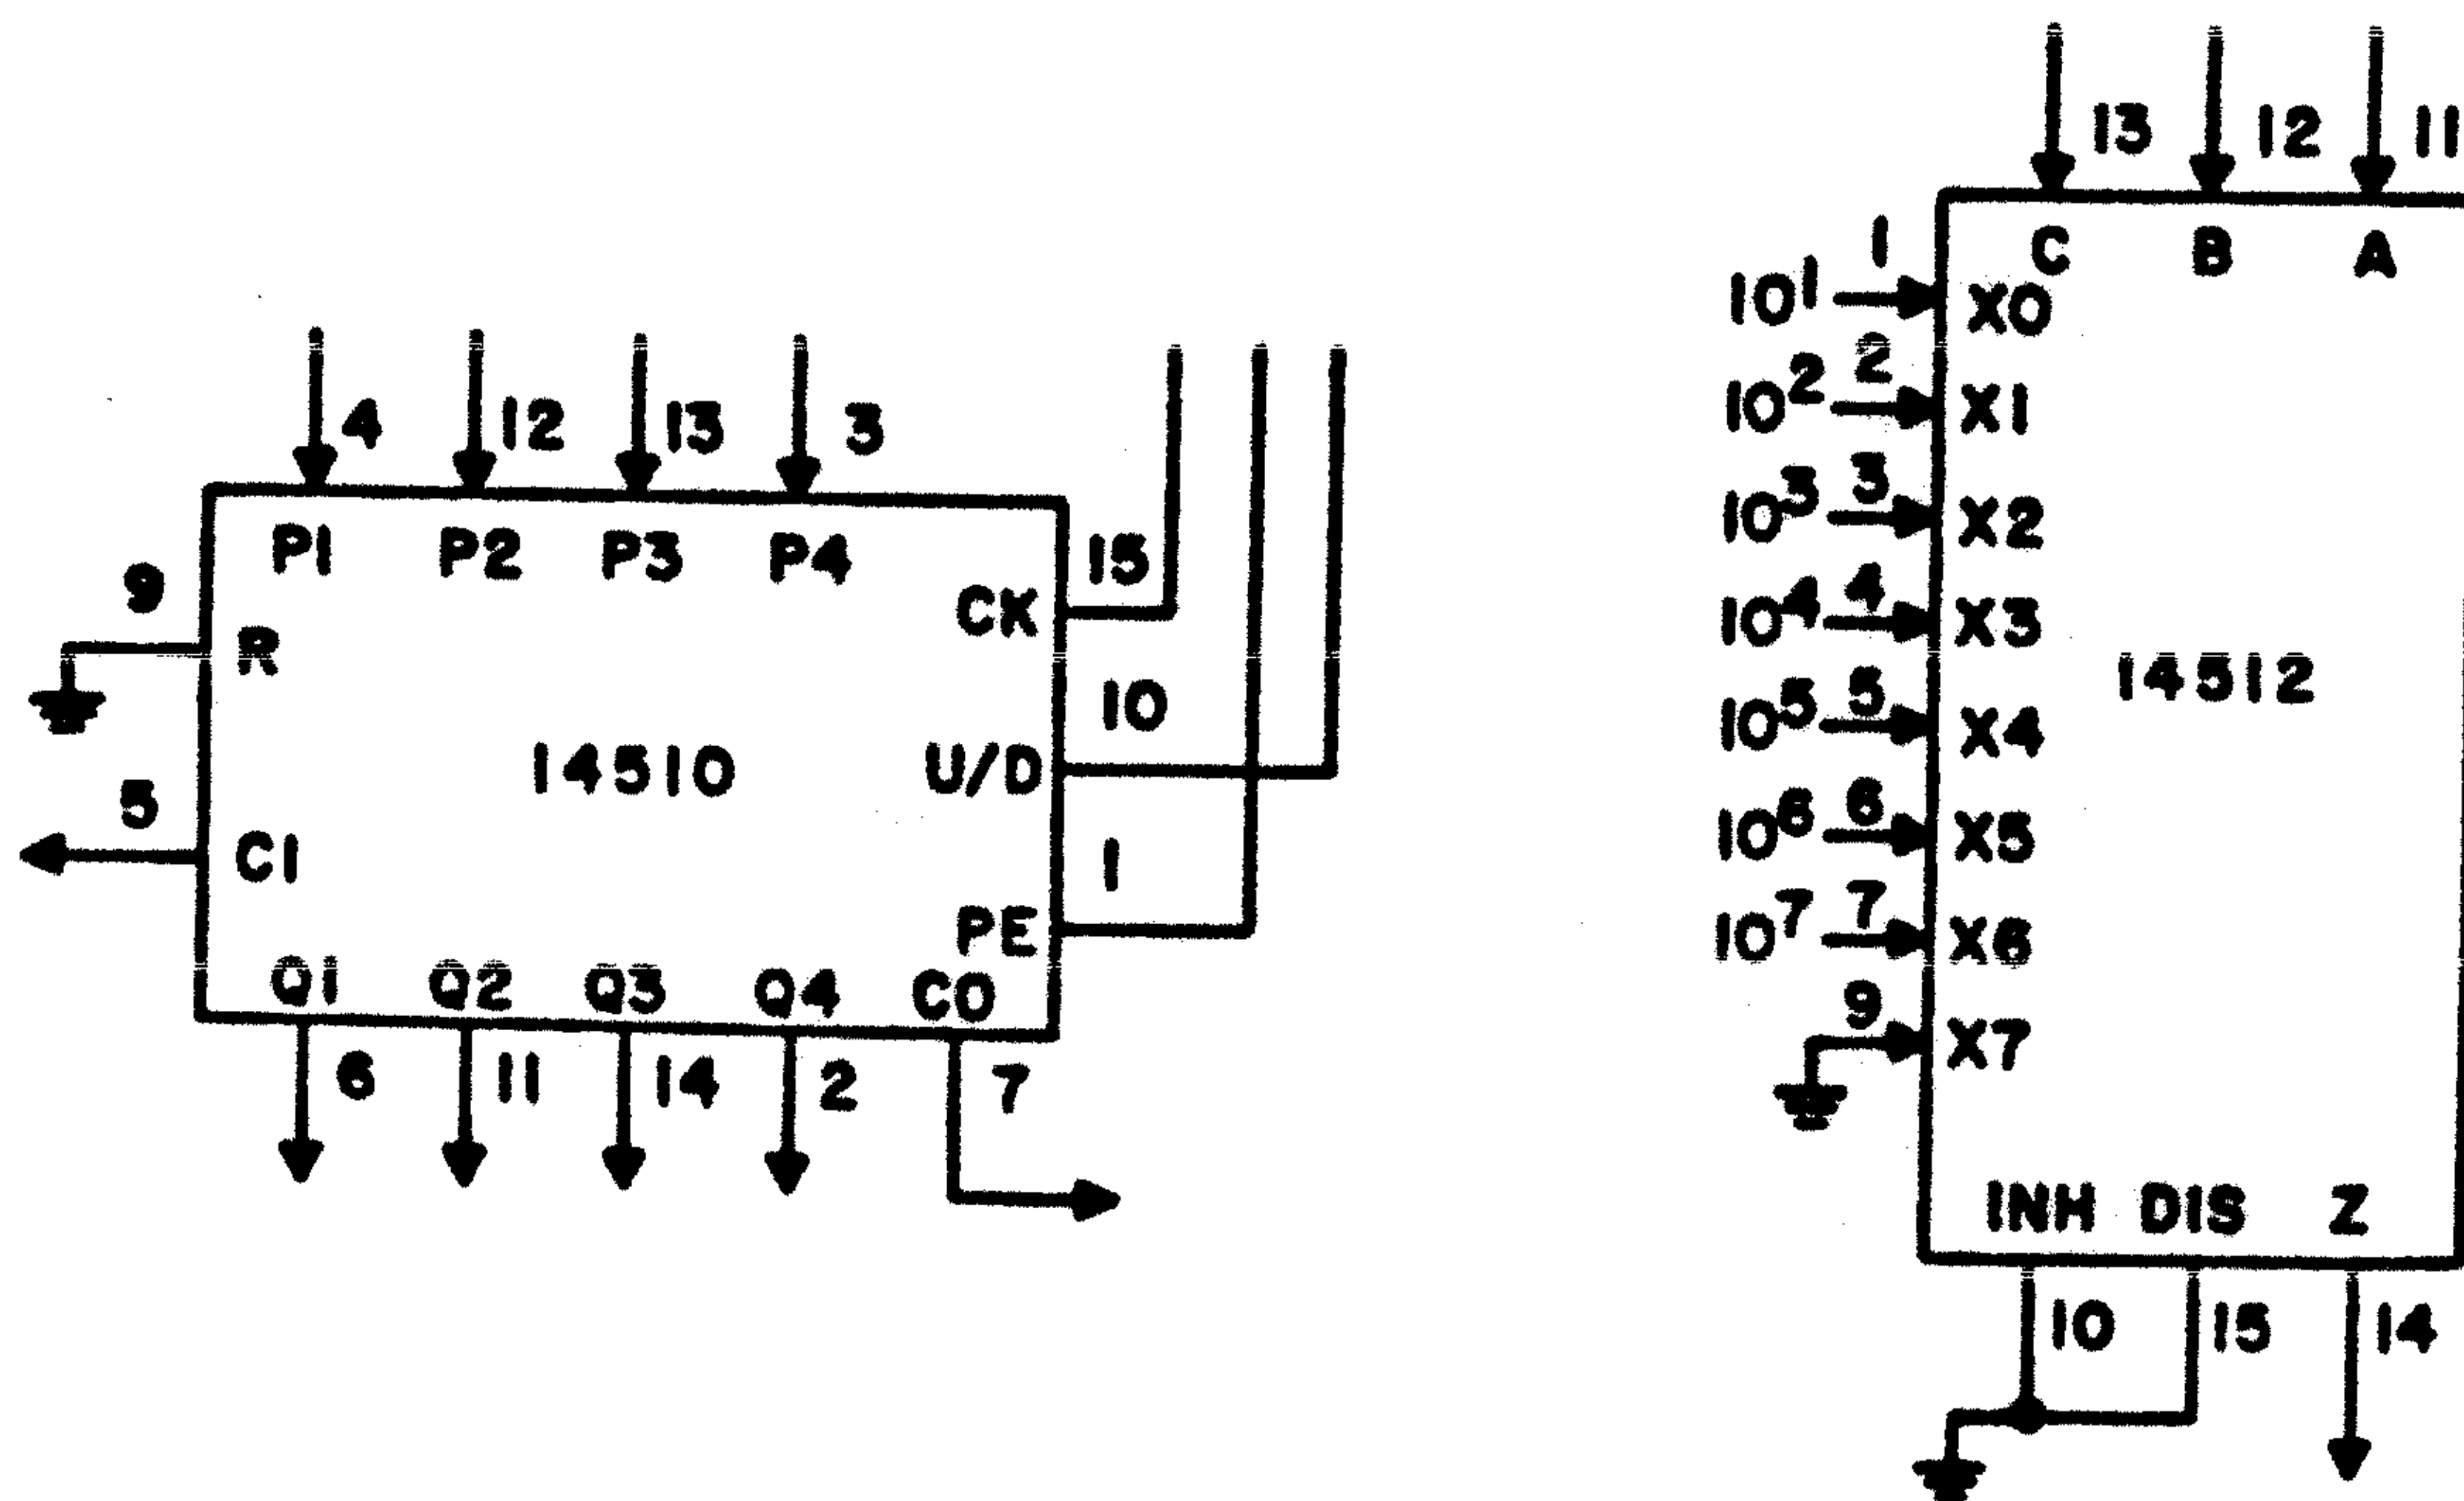 4 12 13 3
P1 P2 P3 P4
15
CK
9
R
10
14510
U/D
5
CI
1
PE
Q1 Q2 Q3 Q4 CO
6 11 14 2 7
13 12 11
C B A
10¹ 1 X0
10² 2 X1
10³ 3 X2
10⁴ 4 X3
14512
10⁵ 5 X4
10⁶ 6 X5
10⁷ 7 X6
9 X7
INH DIS Z
10 15 14